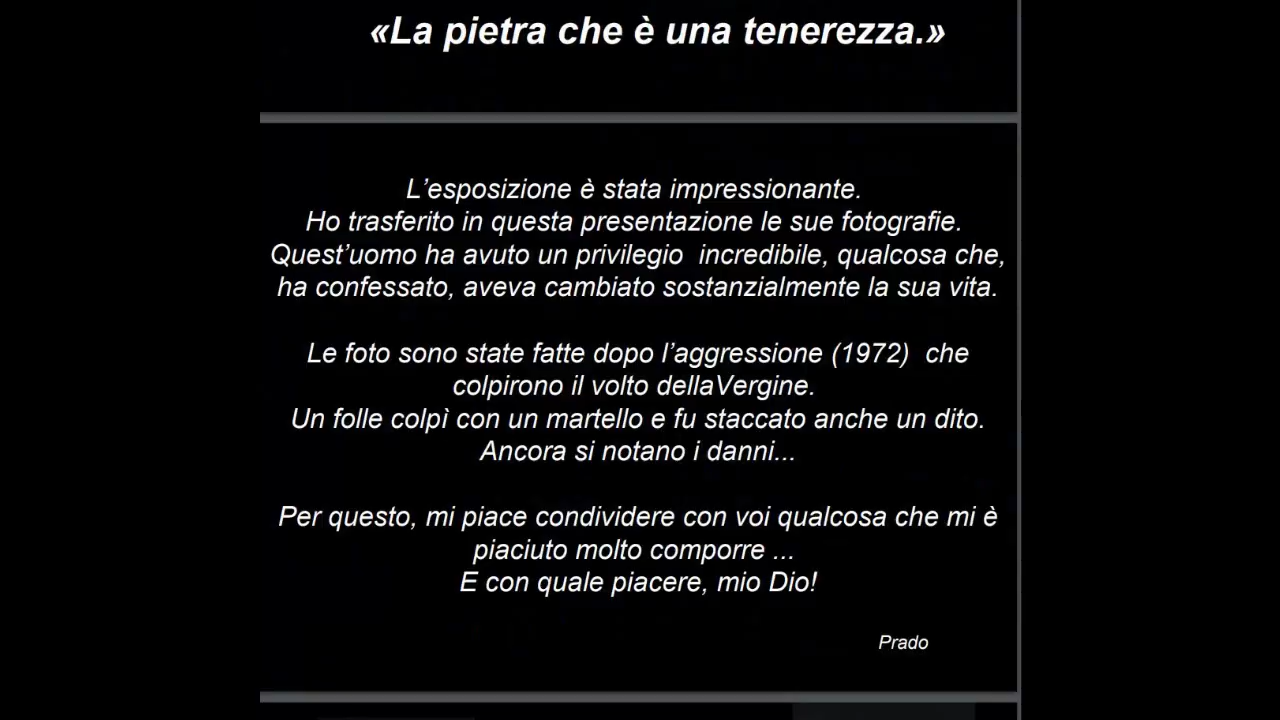 «La pietra che è una tenerezza.»
L’esposizione è stata impressionante.
Ho trasferito in questa presentazione le sue fotografie.
Quest’uomo ha avuto un privilegio  incredibile, qualcosa che,
ha confessato, aveva cambiato sostanzialmente la sua vita.
Le foto sono state fatte dopo l’aggressione (1972)  che
colpirono il volto dellaVergine.
Un folle colpì con un martello e fu staccato anche un dito.
Ancora si notano i danni...
Per questo, mi piace condividere con voi qualcosa che mi è
piaciuto molto comporre ...
E con quale piacere, mio Dio!
Prado